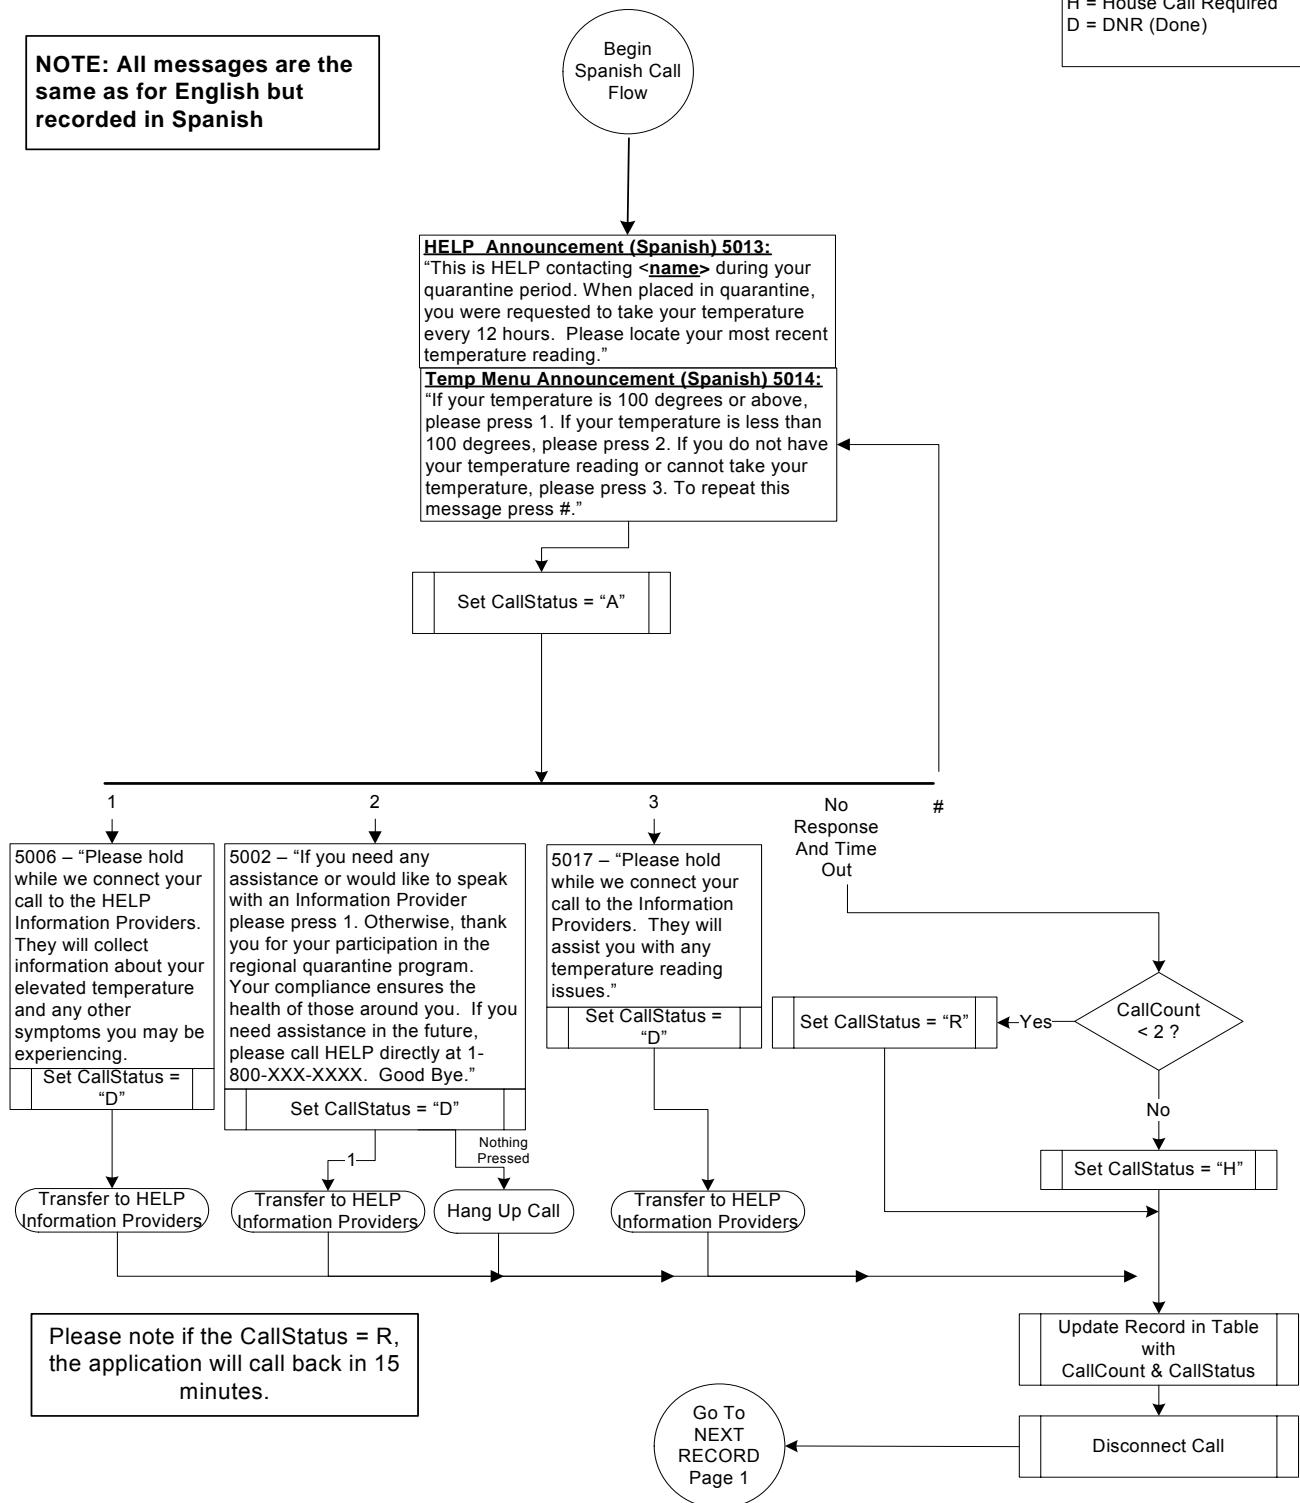 H = House Call Required
D = DNR (Done)
NOTE: All messages are the
same as for English but
recorded in Spanish
Begin
Spanish Call
Flow
HELP  Announcement (Spanish) 5013:
“This is HELP contacting <name> during your
quarantine period. When placed in quarantine,
you were requested to take your temperature
every 12 hours.  Please locate your most recent
temperature reading.”
Temp Menu Announcement (Spanish) 5014:
“If your temperature is 100 degrees or above,
please press 1. If your temperature is less than
100 degrees, please press 2. If you do not have
your temperature reading or cannot take your
temperature, please press 3. To repeat this
message press #.”
Set CallStatus = “A”
1
2
3
No
Response
And Time
Out
#
5006 – “Please hold
while we connect your
call to the HELP
Information Providers.
They will collect
information about your
elevated temperature
and any other
symptoms you may be
experiencing.
Set CallStatus =
“D”
5002 – “If you need any
assistance or would like to speak
with an Information Provider
please press 1. Otherwise, thank
you for your participation in the
regional quarantine program.
Your compliance ensures the
health of those around you.  If you
need assistance in the future,
please call HELP directly at 1-
800-XXX-XXXX.  Good Bye.”
Set CallStatus = “D”
5017 – “Please hold
while we connect your
call to the Information
Providers.  They will
assist you with any
temperature reading
issues.”
Set CallStatus =
“D”
Set CallStatus = “R”
Yes
CallCount
< 2 ?
No
Set CallStatus = “H”
1
Nothing
Pressed
Transfer to HELP
Information Providers
Transfer to HELP
Information Providers
Hang Up Call
Transfer to HELP
Information Providers
Please note if the CallStatus = R,
the application will call back in 15
minutes.
Update Record in Table
with
CallCount & CallStatus
Disconnect Call
Go To
NEXT
RECORD
Page 1